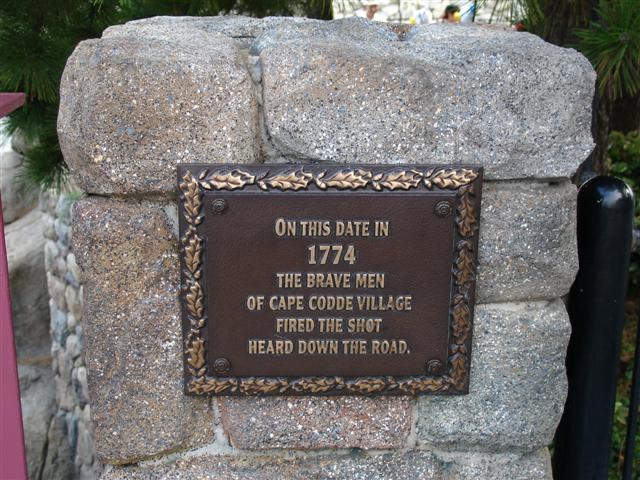 ON THIS DATE IN
1774
THE BRAVE MEN
OF CAPE CODDE VILLAGE
FIRED THE SHOT
HEARD DOWN THE ROAD.